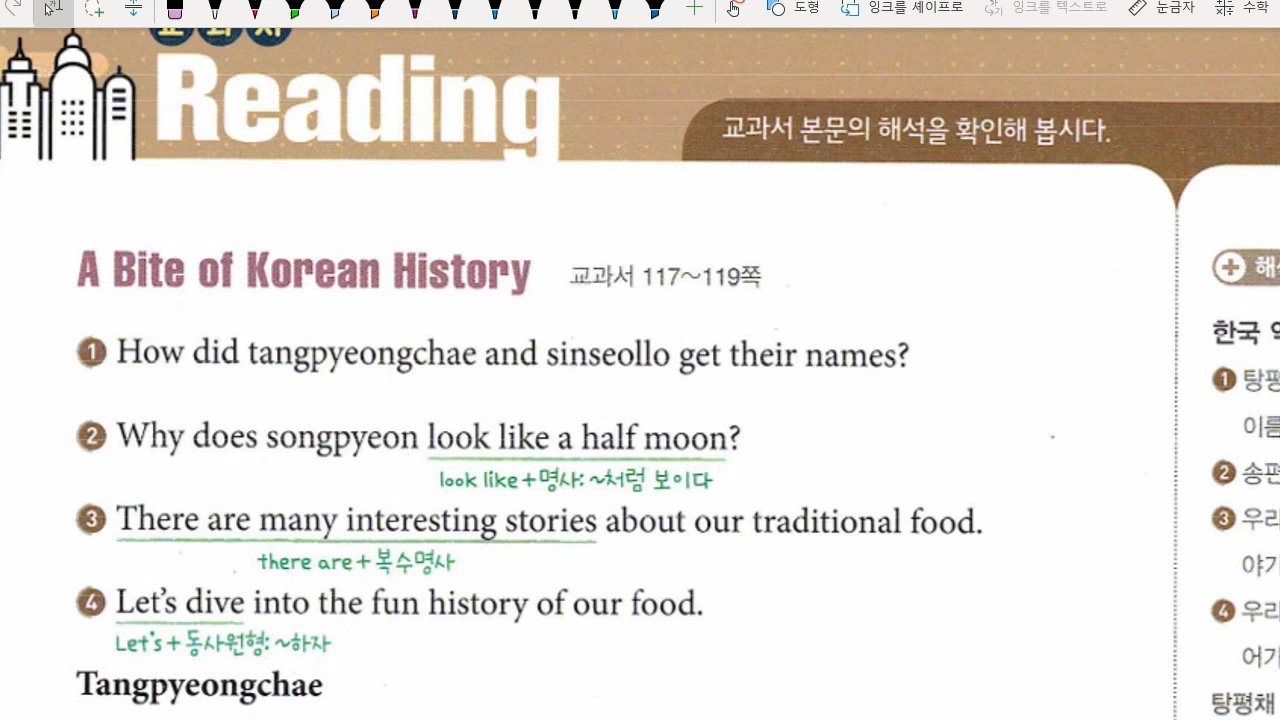 도형
잉크를 셰이프로
잉크를 텍스트로
눈금자
수학
교과서
Reading
교과서 본문의 해석을 확인해 봅시다.
A Bite of Korean History 교과서 117~119쪽
1 How did tangpyeongchae and sinseollo get their names?
2 Why does songpyeon look like a half moon?
look like+명사: ~처럼 보이다
3 There are many interesting stories about our traditional food.
there are+복수명사
4 Let's dive into the fun history of our food.
Let's+동사원형: ~하자
Tangpyeongchae
한국
1 탕평
이름
2 송편
3 우리
야기
4 우리
어가
탕평채